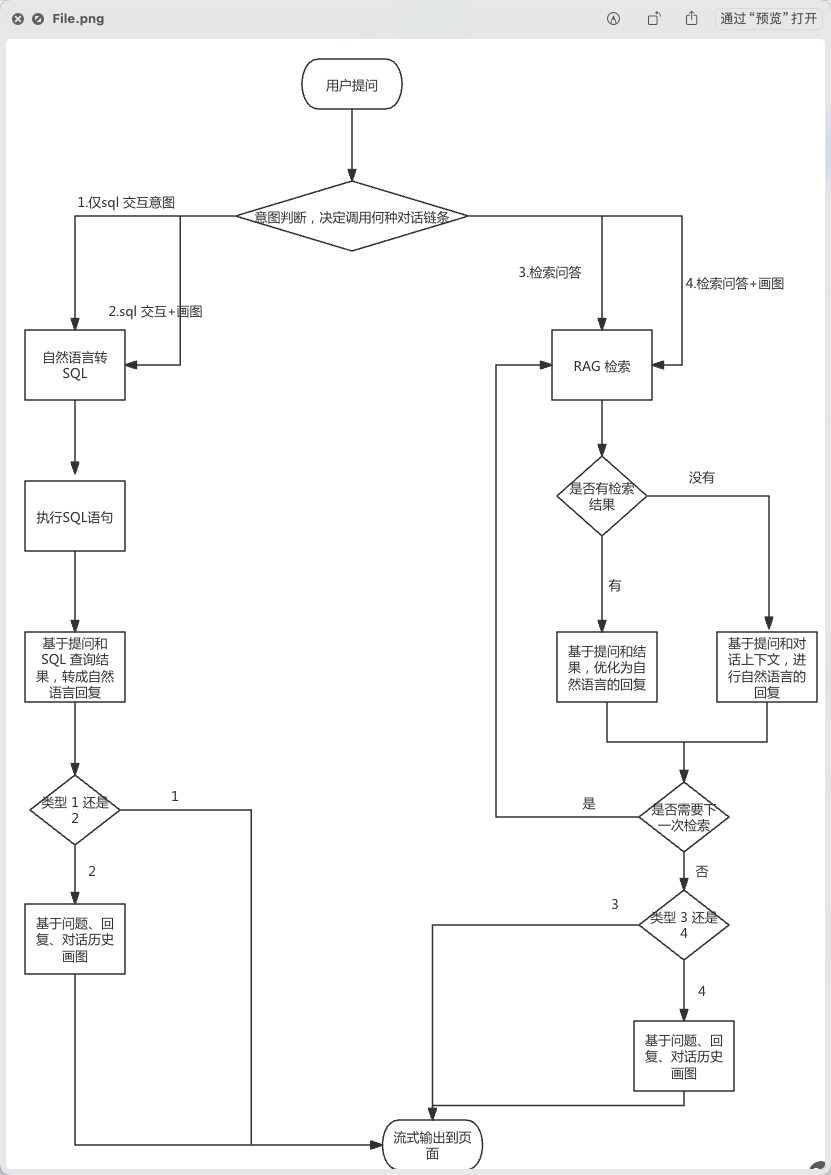 File.png
通过“预览”打开
用户提问
意图判断，决定调用何种对话链条
1.仅sql 交互意图
2.sql 交互+画图
3.检索问答
4.检索问答+画图
自然语言转
SQL
RAG 检索
是否有检索
结果
没有
有
执行SQL语句
基于提问和
SQL 查询结
果，转成自然
语言回复
基于提问和结
果，优化为自
然语言的回复
基于提问和对
话上下文，进
行自然语言的
回复
类型 1 还是
2
1
2
是否需要下
一次检索
是
否
类型 3 还是
4
3
4
基于问题、回
复、对话历史
画图
基于问题、回
复、对话历史
画图
流式输出到页
面